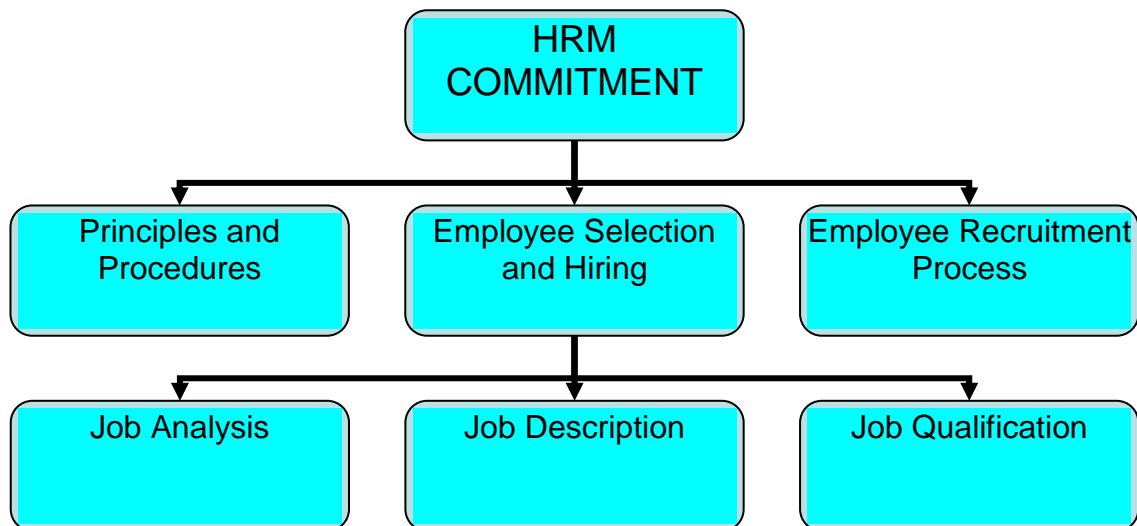 HRM
COMMITMENT
Principles and
Procedures
Employee Selection
and Hiring
Employee Recruitment
Process
Job Analysis
Job Description
Job Qualification